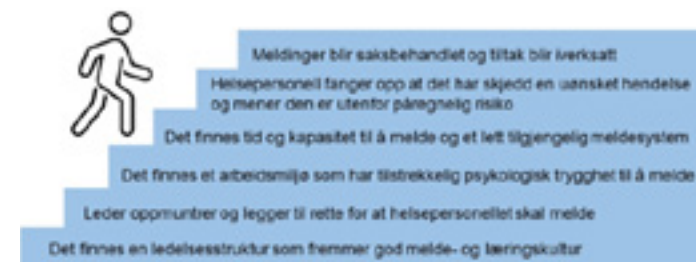 Meldinger blir saksbehandlet og tiltak blir iverksatt
Helsepersonell fanger opp at det har skjedd en uønsket hendelse
og mener den er utenfor påregnelig risiko
Det finnes tid og kapasitet til å melde og et lett tilgjengelig meldesystem
Det finnes et arbeidsmiljø som har tilstrekkelig psykologisk trygghet til å melde
Leder oppmuntrer og legger til rette for at helsepersonellet skal melde
Det finnes en ledelsesstruktur som fremmer god melde- og læringskultur